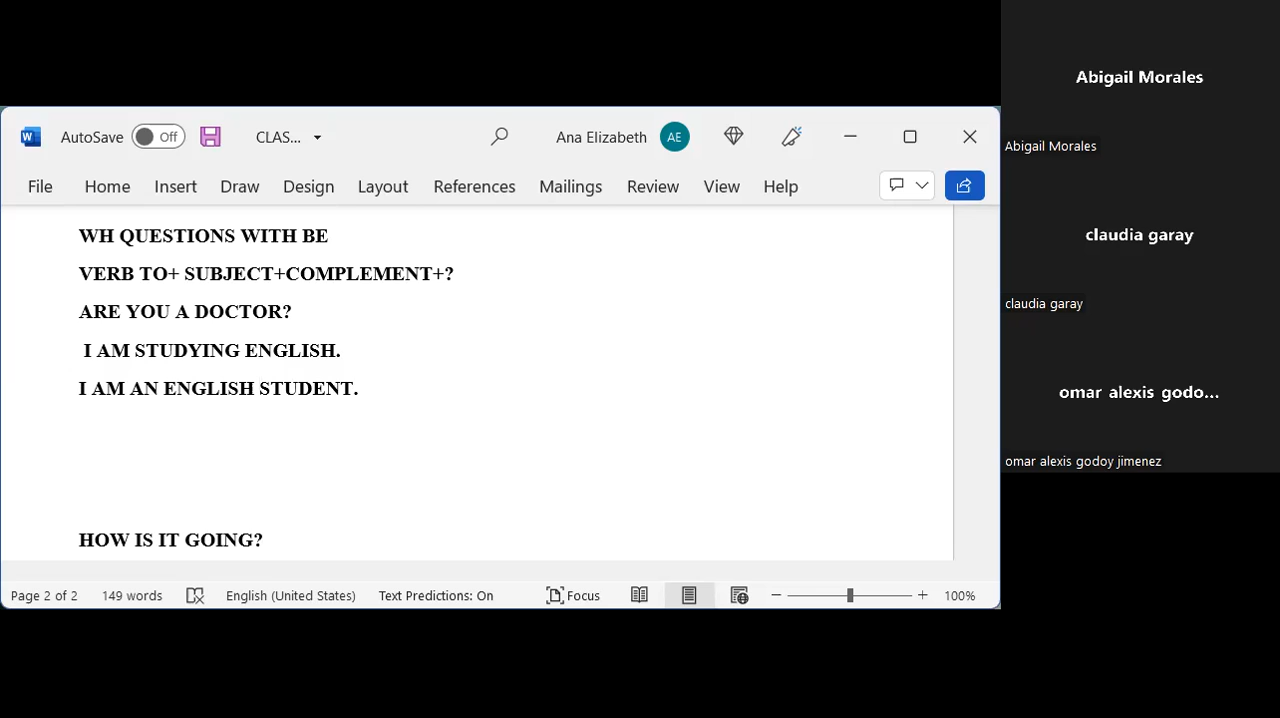 Abigail Morales
AutoSave Off CLAS... Ana Elizabeth AE
Abigail Morales
File Home Insert Draw Design Layout References Mailings Review View Help
WH QUESTIONS WITH BE
claudia garay
VERB TO+ SUBJECT+COMPLEMENT+?
claudia garay
ARE YOU A DOCTOR?
I AM STUDYING ENGLISH.
I AM AN ENGLISH STUDENT.
omar alexis godo...
omar alexis godoy jimenez
HOW IS IT GOING?
Page 2 of 2 149 words English (United States) Text Predictions: On Focus 100%